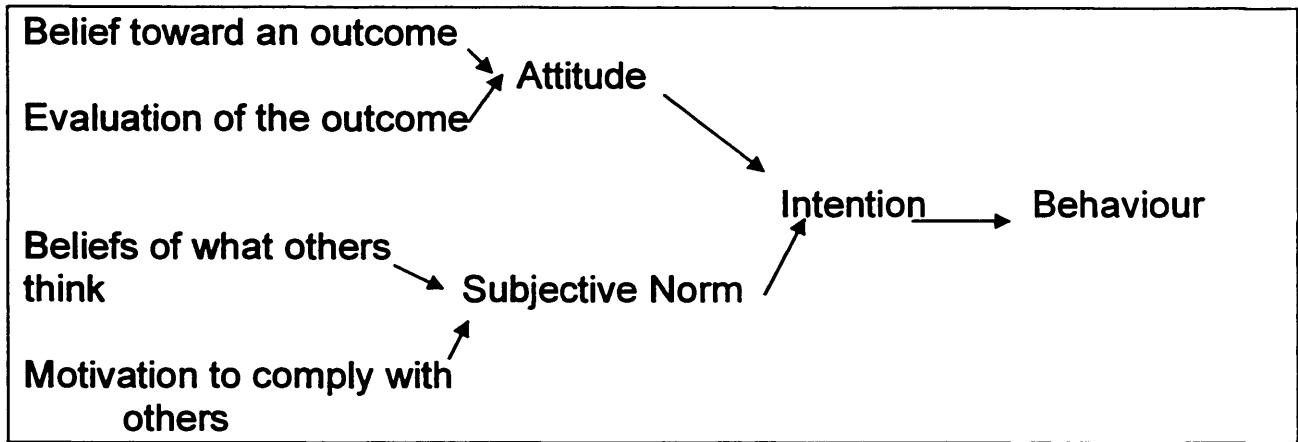 Belief toward an outcome
Attitude
Evaluation of the outcome
Intention
Behaviour
Beliefs of what others
think
Subjective Norm
Motivation to comply with
others